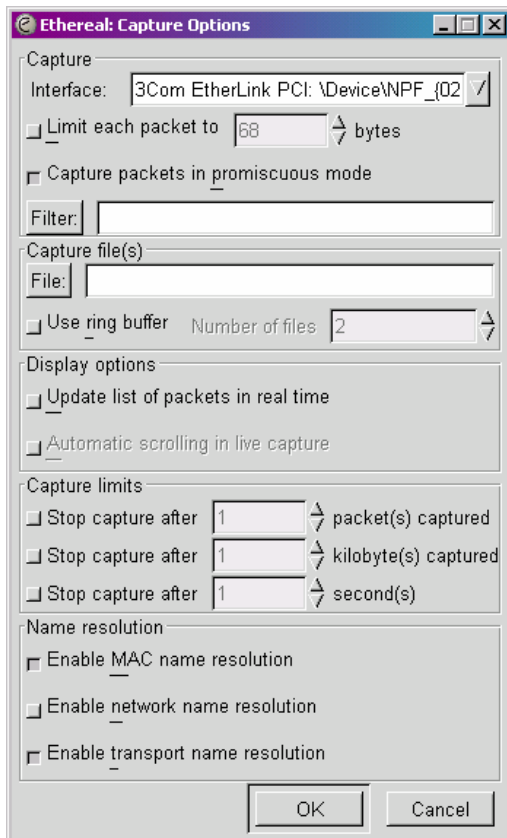 Ethereal: Capture Options
Capture
Interface: 3Com EtherLink PCI: \Device\NPF_{02
Limit each packet to 68 bytes
Capture packets in promiscuous mode
Filter:
Capture file(s)
File:
Use ring buffer Number of files 2
Display options
Update list of packets in real time
Automatic scrolling in live capture
Capture limits
Stop capture after 1 packet(s) captured
Stop capture after 1 kilobyte(s) captured
Stop capture after 1 second(s)
Name resolution
Enable MAC name resolution
Enable network name resolution
Enable transport name resolution
OK Cancel